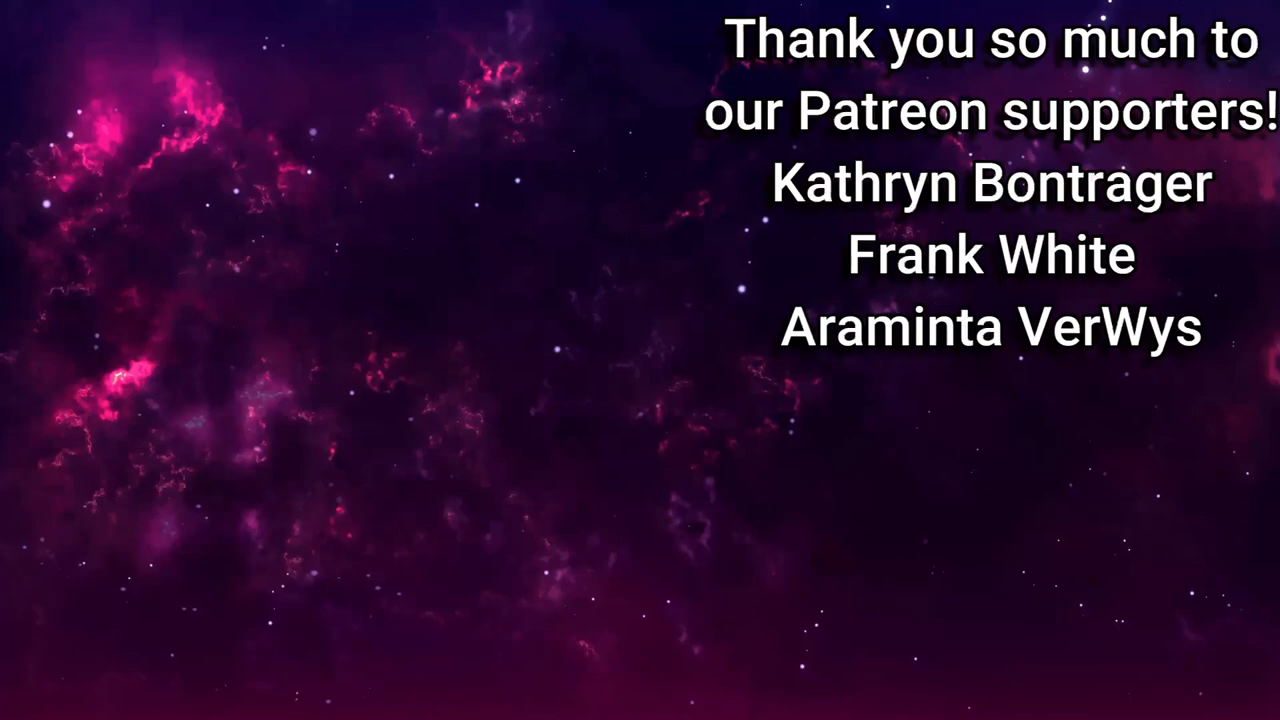 Thank you so much to
our Patreon supporters!
Kathryn Bontrager
Frank White
Araminta VerWys